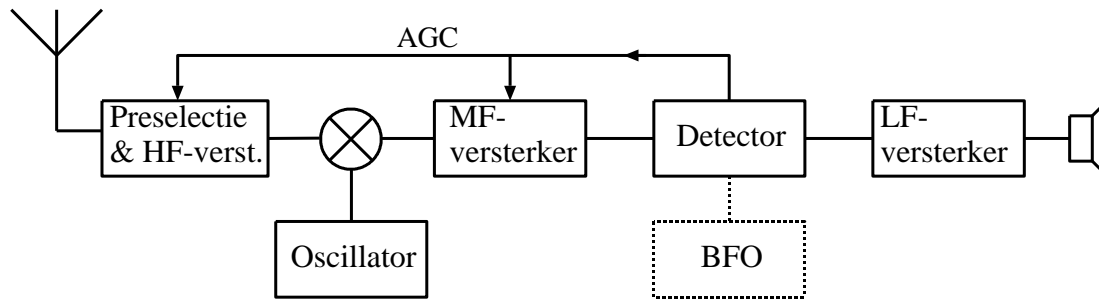 AGC
Preselectie
& HF-verst.
MF-
versterker
Detector
LF-
versterker
Oscillator
BFO